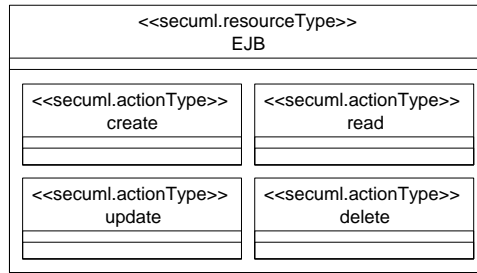 <<secuml.resourceType>>
EJB
<<secuml.actionType>>
create
<<secuml.actionType>>
read
<<secuml.actionType>>
update
<<secuml.actionType>>
delete